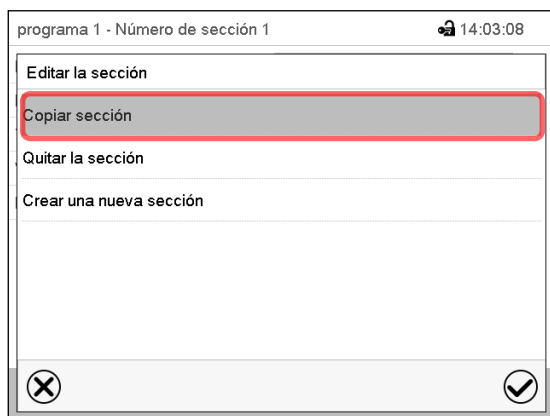 programa 1 - Número de sección 1 14:03:08
Editar la sección
Copiar sección
Quitar la sección
Crear una nueva sección